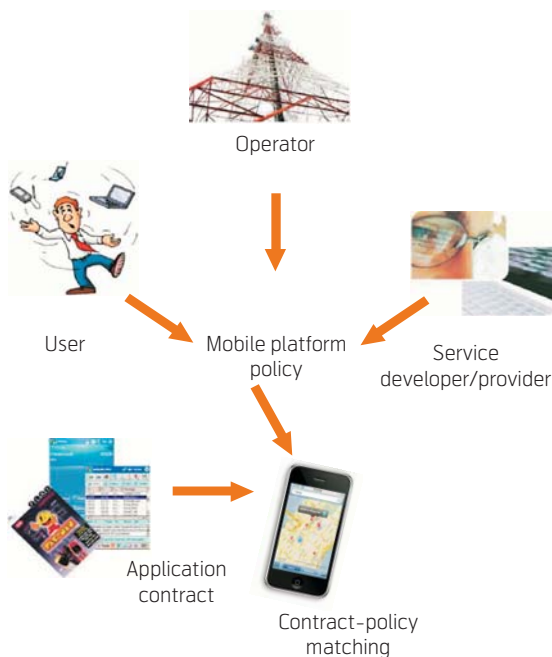 Operator
User
Mobile platform
policy
Service
developer/provider
Application
contract
Contract-policy
matching